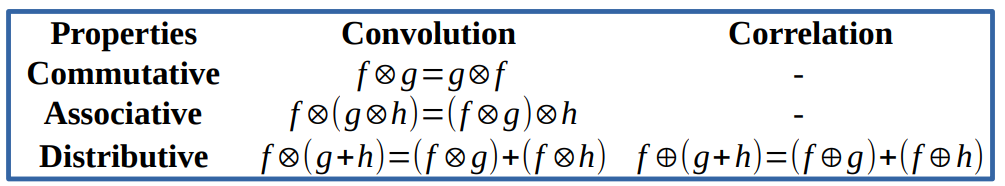 Properties Convolution Correlation
Commutative f⊗g=g⊗f -
Associative f⊗(g⊗h)=(f⊗g)⊗h -
Distributive f⊗(g+h)=(f⊗g)+(f⊗h) f⊕(g+h)=(f⊕g)+(f⊕h)